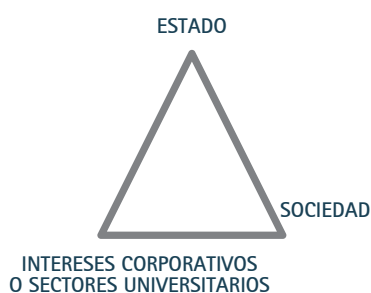 ESTADO
SOCIEDAD
INTERESES CORPORATIVOS
O SECTORES UNIVERSITARIOS